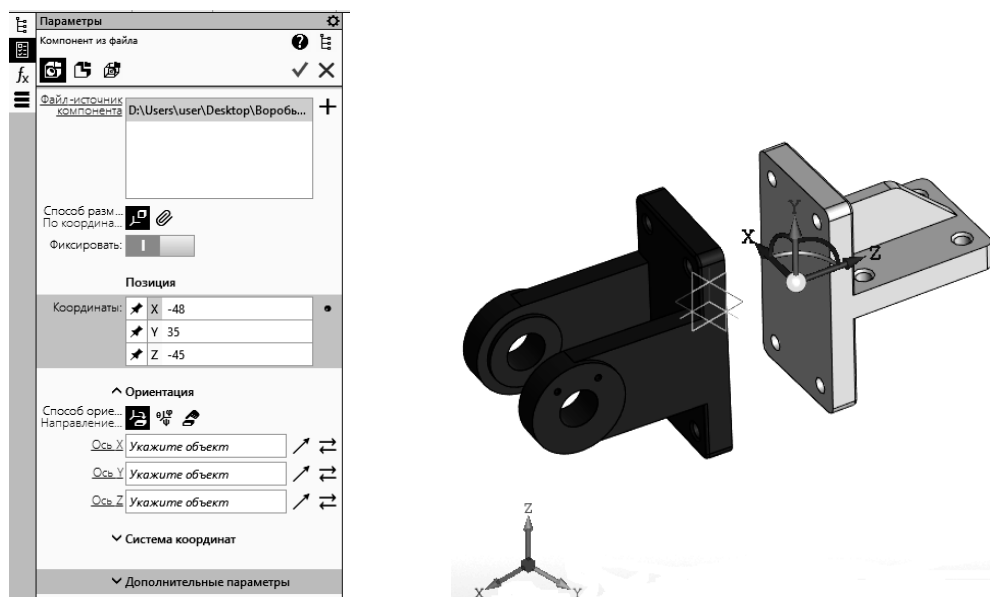 Параметры
Компонент из файла
Файл-источник
компонента
D:\Users\user\Desktop\Воробь...
Способ разм...
По координа...
Фиксировать:
Позиция
Координаты:
X -48
Y 35
Z -45
Ориентация
Способ орие...
Направление...
Ось X Укажите объект
Ось Y Укажите объект
Ось Z Укажите объект
Система координат
Дополнительные параметры
Y
X
Z
Z
X
Y